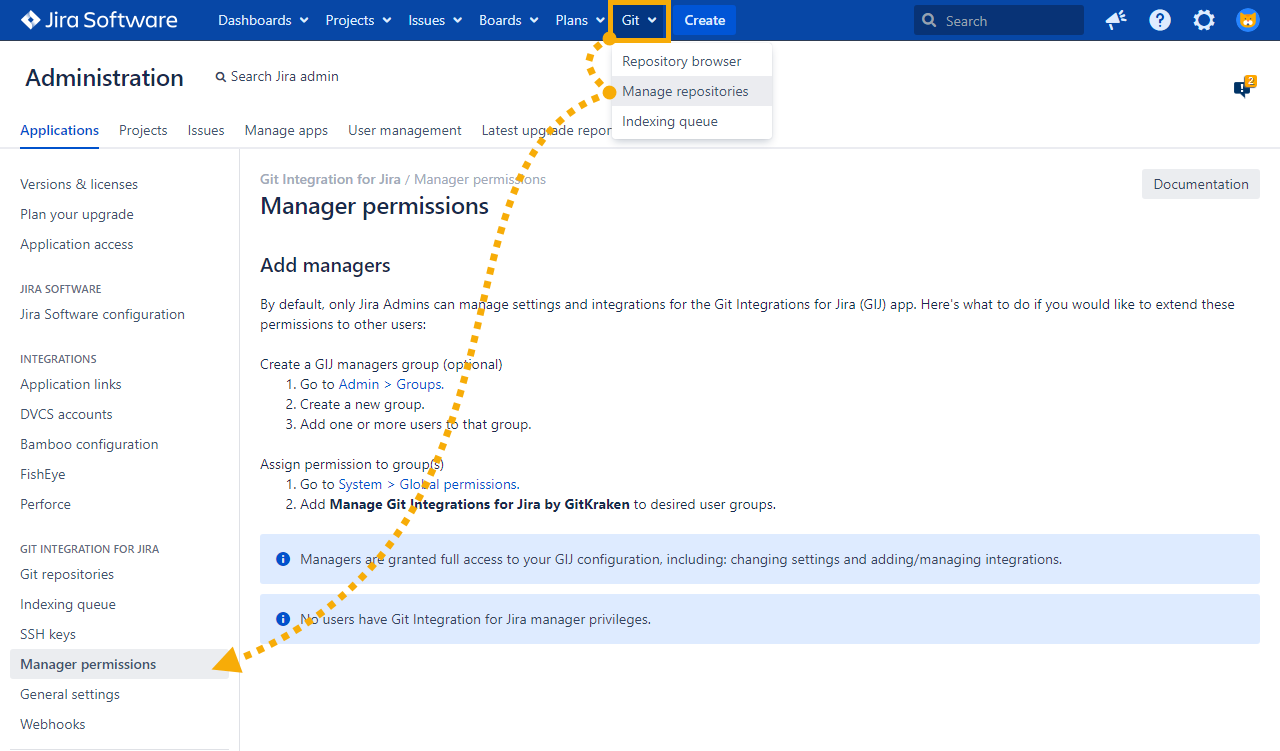 Jira Software Dashboards Projects Issues Boards Plans Git Create Search
Repository browser
Manage repositories
Indexing queue
Administration Search Jira admin
2
Applications Projects Issues Manage apps User management Latest upgrade repor
Versions & licenses
Plan your upgrade
Application access
JIRA SOFTWARE
Jira Software configuration
INTEGRATIONS
Application links
DVCS accounts
Bamboo configuration
FishEye
Perforce
GIT INTEGRATION FOR JIRA
Git repositories
Indexing queue
SSH keys
Manager permissions
General settings
Webhooks
Git Integration for Jira / Manager permissions
Manager permissions
Documentation
Add managers
By default, only Jira Admins can manage settings and integrations for the Git Integrations for Jira (GIJ) app. Here's what to do if you would like to extend these
permissions to other users:
Create a GIJ managers group (optional)
1. Go to Admin > Groups.
2. Create a new group.
3. Add one or more users to that group.
Assign permission to group(s)
1. Go to System > Global permissions.
2. Add Manage Git Integrations for Jira by GitKraken to desired user groups.
Managers are granted full access to your GIJ configuration, including: changing settings and adding/managing integrations.
No users have Git Integration for Jira manager privileges.